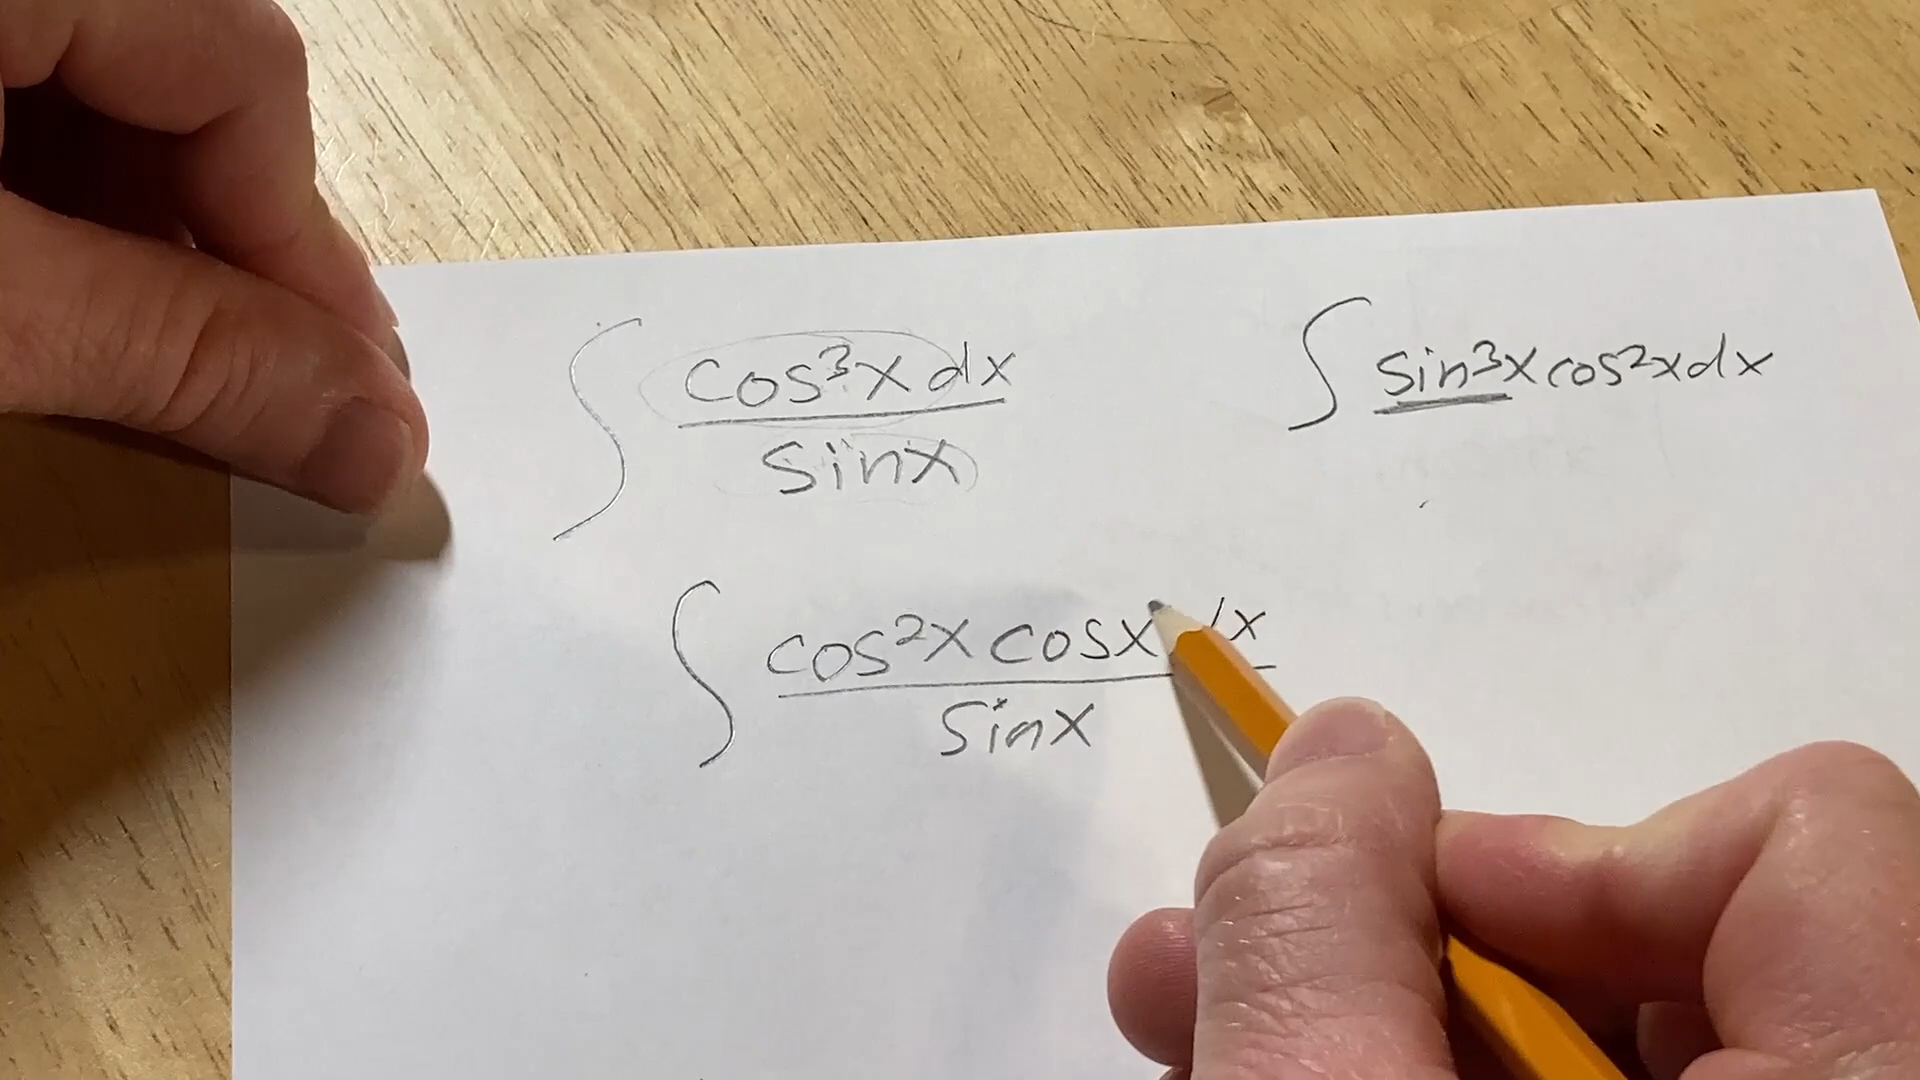 ∫ cos³x dx / sinx
∫ sin³x cos²x dx
∫ cos²x cosx dx / sinx